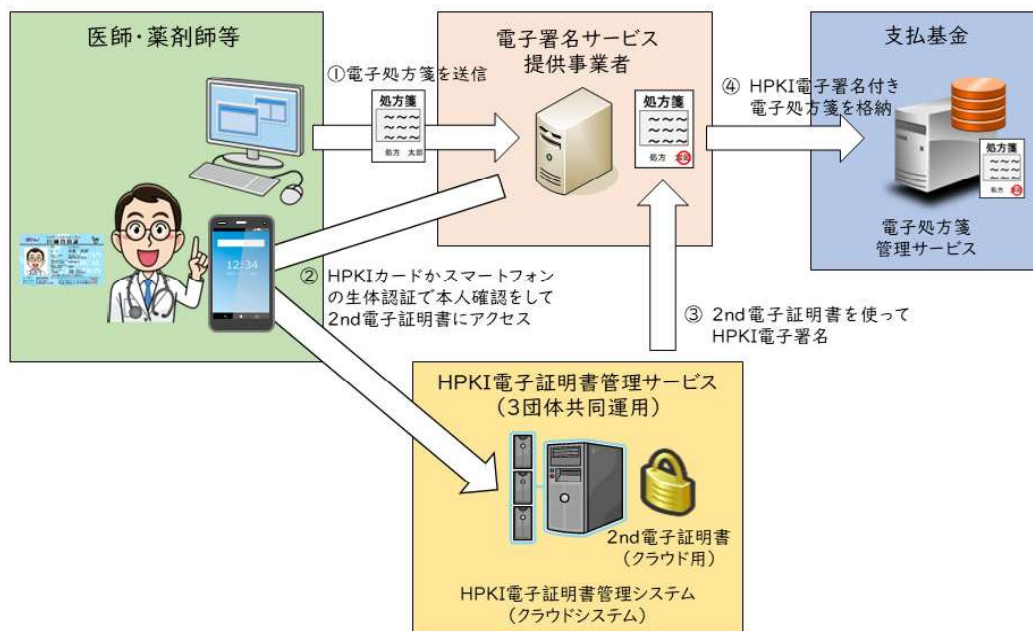 医師・薬剤師等
電子署名サービス
提供事業者
支払基金
①電子処方箋を送信
処方箋
処方 太郎
処方箋
処方
④ HPKI電子署名付き
電子処方箋を格納
処方箋
処方
電子処方箋
管理サービス
12:34
② HPKIカードかスマートフォン
の生体認証で本人確認をして
2nd電子証明書にアクセス
③ 2nd電子証明書を使って
HPKI電子署名
HPKI電子証明書管理サービス
(3団体共同運用)
2nd電子証明書
(クラウド用)
HPKI電子証明書管理システム
(クラウドシステム)